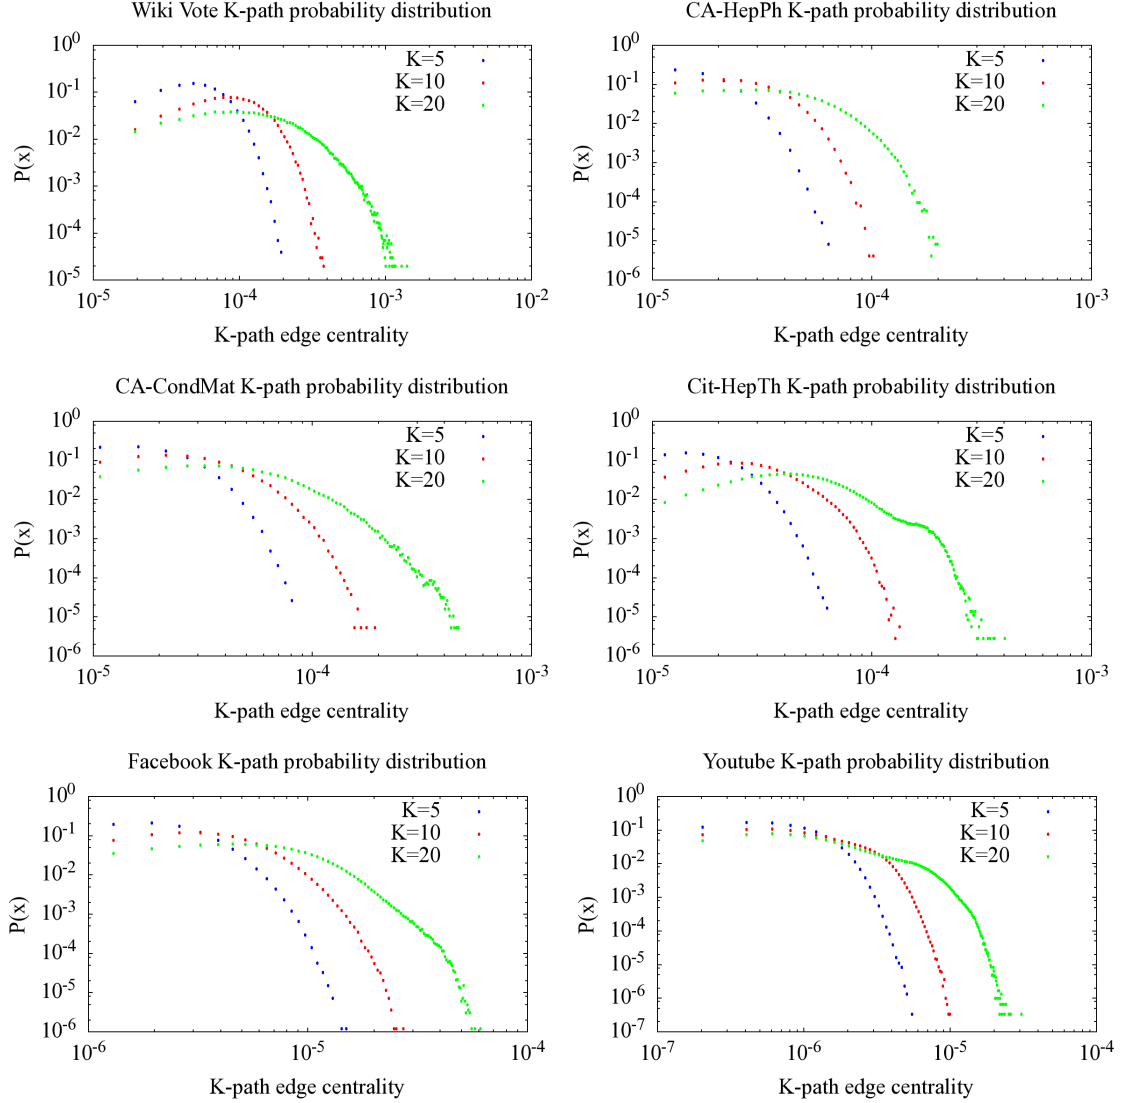 Wiki Vote K-path probability distribution
10^0
10^-1
10^-2
10^-3
10^-4
10^-5
P(x)
K=5
K=10
K=20
10^-5 10^-4 10^-3 10^-2
K-path edge centrality
CA-HepPh K-path probability distribution
10^0
10^-1
10^-2
10^-3
10^-4
10^-5
10^-6
P(x)
K=5
K=10
K=20
10^-5 10^-4 10^-3
K-path edge centrality
CA-CondMat K-path probability distribution
10^0
10^-1
10^-2
10^-3
10^-4
10^-5
10^-6
P(x)
K=5
K=10
K=20
10^-5 10^-4 10^-3
K-path edge centrality
Cit-HepTh K-path probability distribution
10^0
10^-1
10^-2
10^-3
10^-4
10^-5
10^-6
P(x)
K=5
K=10
K=20
10^-5 10^-4 10^-3
K-path edge centrality
Facebook K-path probability distribution
10^0
10^-1
10^-2
10^-3
10^-4
10^-5
10^-6
P(x)
K=5
K=10
K=20
10^-6 10^-5 10^-4
K-path edge centrality
Youtube K-path probability distribution
10^0
10^-1
10^-2
10^-3
10^-4
10^-5
10^-6
10^-7
P(x)
K=5
K=10
K=20
10^-7 10^-6 10^-5 10^-4
K-path edge centrality